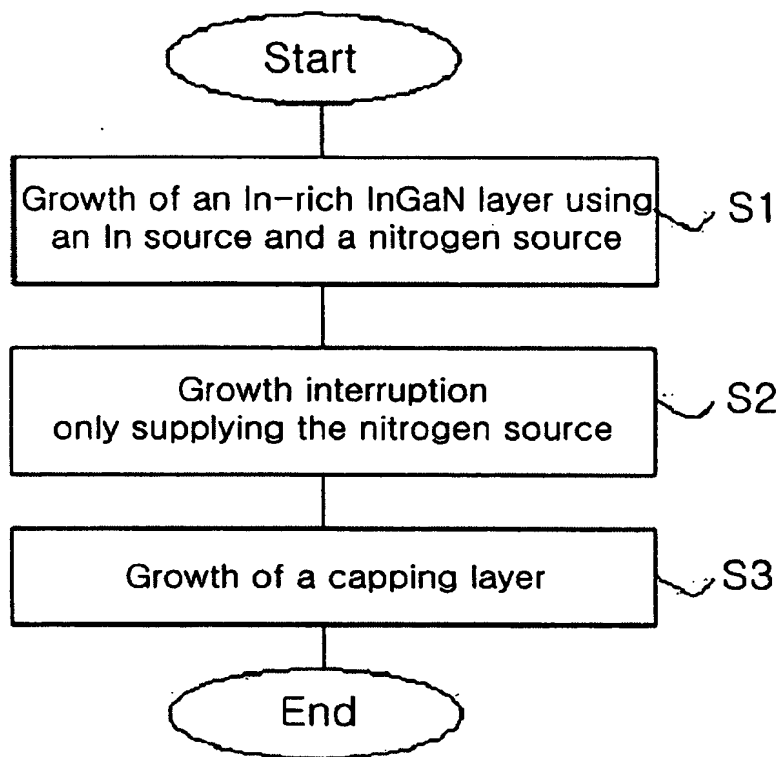 Start
Growth of an In-rich InGaN layer using
an In source and a nitrogen source
S1
Growth interruption
only supplying the nitrogen source
S2
Growth of a capping layer
S3
End